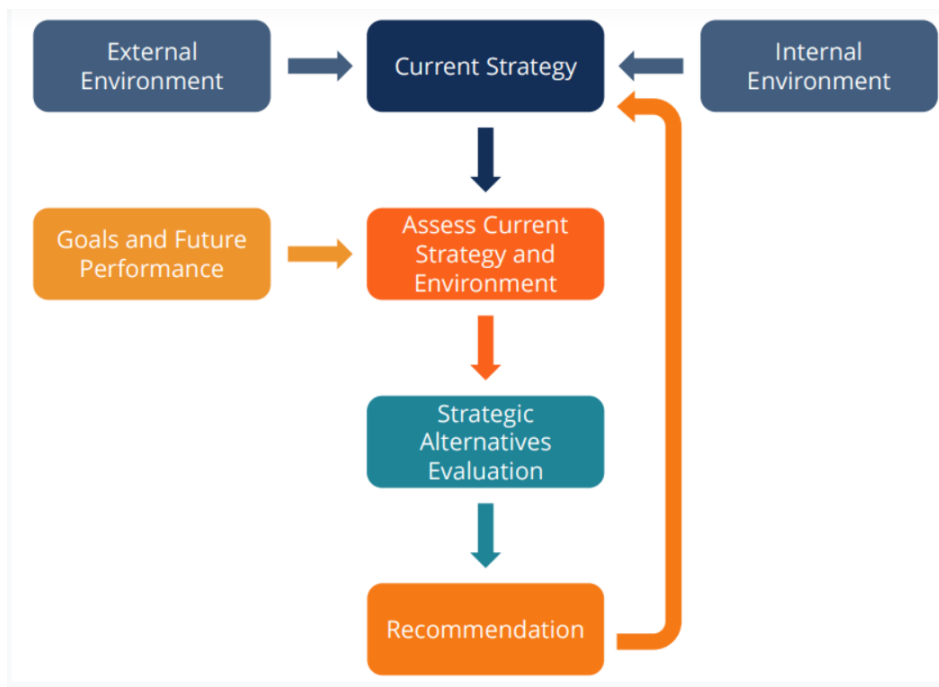 External
Environment
Current Strategy
Internal
Environment
Goals and Future
Performance
Assess Current
Strategy and
Environment
Strategic
Alternatives
Evaluation
Recommendation